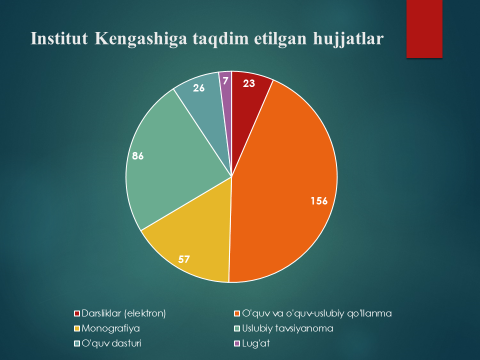 Institut Kengashiga taqdim etilgan hujjatlar
7
23
26
86
156
57
Darsliklar (elektron)
O'quv va o'quv-uslubiy qo'llanma
Monografiya
Uslubiy tavsiyanoma
O'quv dasturi
Lug'at